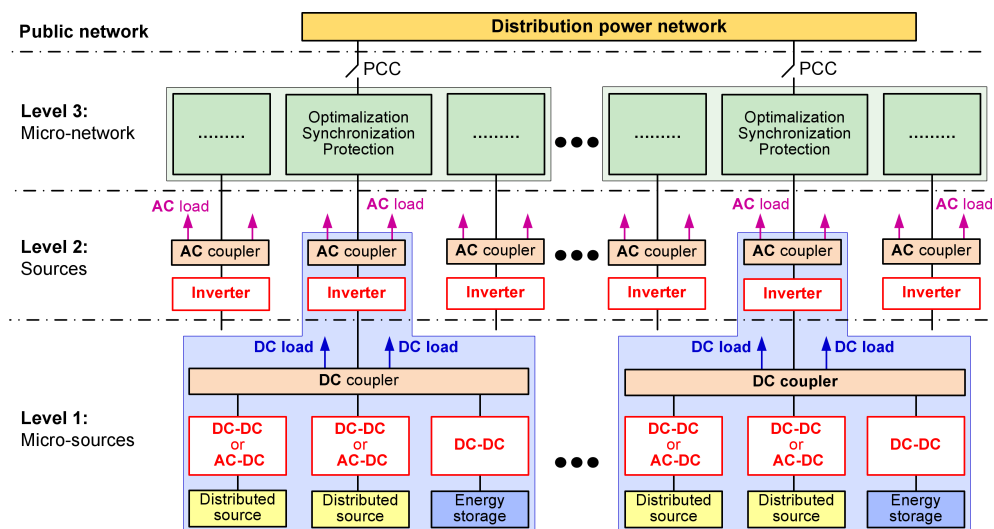 Public network
Distribution power network
PCC
PCC
Level 3:
Micro-network
.........
Optimalization
Synchronization
Protection
.........
.........
Optimalization
Synchronization
Protection
.........
AC load
AC load
AC load
AC load
Level 2:
Sources
AC coupler
AC coupler
AC coupler
AC coupler
AC coupler
AC coupler
Inverter
Inverter
Inverter
Inverter
Inverter
Inverter
DC load
DC load
DC load
DC load
DC coupler
DC coupler
Level 1:
Micro-sources
DC-DC
or
AC-DC
DC-DC
or
AC-DC
DC-DC
DC-DC
or
AC-DC
DC-DC
or
AC-DC
DC-DC
Distributed
source
Distributed
source
Energy
storage
Distributed
source
Distributed
source
Energy
storage